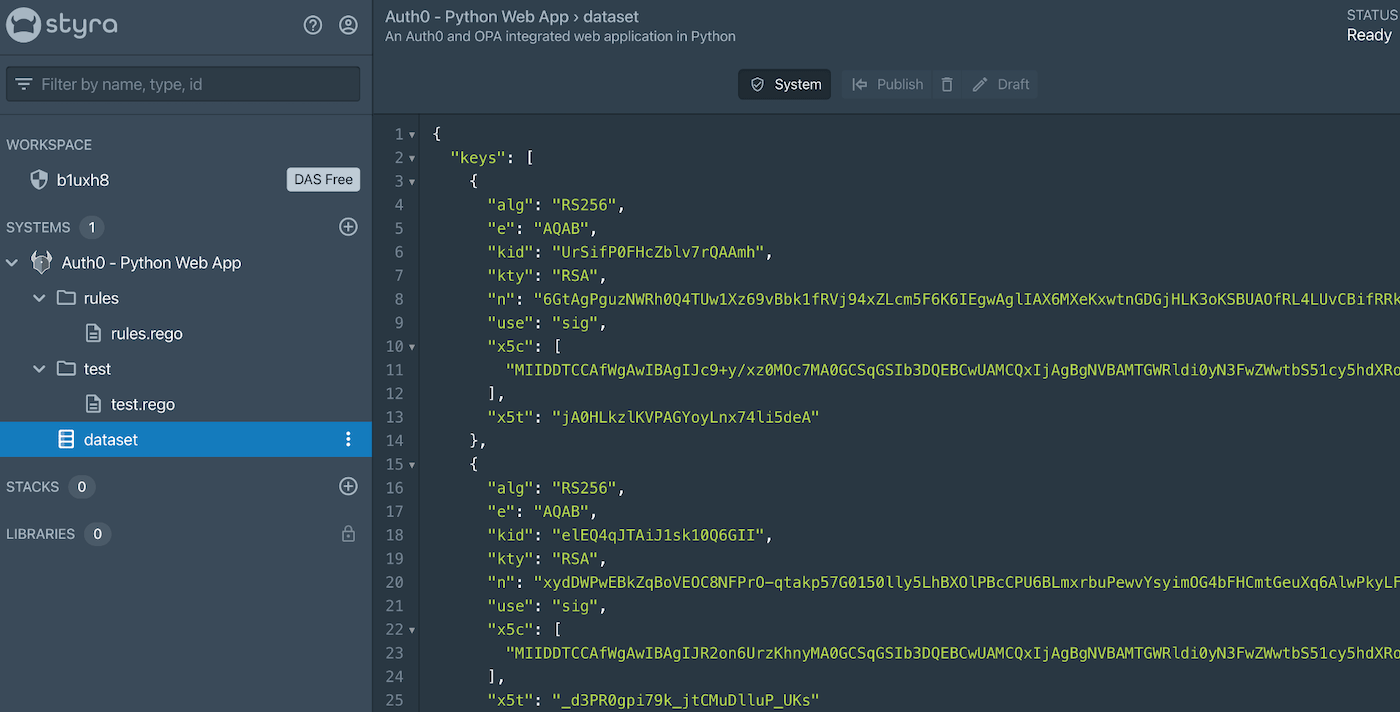 styra
Filter by name, type, id
WORKSPACE
b1uxh8
DAS Free
SYSTEMS 1
Auth0 - Python Web App
rules
rules.rego
test
test.rego
dataset
STACKS 0
LIBRARIES 0
Auth0 - Python Web App › dataset
An Auth0 and OPA integrated web application in Python
STATUS
Ready
System
Publish
Draft
1 {
2 "keys": [
3 {
4 "alg": "RS256",
5 "e": "AQAB",
6 "kid": "UrSifP0FHcZblv7rQAAmh",
7 "kty": "RSA",
8 "n": "6GtAgPguzNWRh0Q4TUw1Xz69vBbk1fRVj94xZLcm5F6K6IEgwAglIAX6MXeKxwtnGDGjHLK3oKSBUAOfRL4LUvCBifRRk
9 "use": "sig",
10 "x5c": [
11 "MIIDDTCCAfWgAwIBAgIJc9+y/xz0MOc7MA0GCSqGSIb3DQEBCwUAMCQxIjAgBgNVBAMTGWRldi0yN3FwZWwtbS51cy5hdXRo
12 ],
13 "x5t": "jA0HLkzlKVPAGYoyLnx74li5deA"
14 },
15 {
16 "alg": "RS256",
17 "e": "AQAB",
18 "kid": "elEQ4qJTAiJ1sk10Q6GII",
19 "kty": "RSA",
20 "n": "xydDWPwEBkZqBoVEOC8NFPrO-qtakp57G0150lly5LhBXOlPBcCPU6BLmxrbuPewvYsyimOG4bFHCmtGeuXq6AlwPkyLF
21 "use": "sig",
22 "x5c": [
23 "MIIDDTCCAfWgAwIBAgIJR2on6UrzKhnyMA0GCSqGSIb3DQEBCwUAMCQxIjAgBgNVBAMTGWRldi0yN3FwZWwtbS51cy5hdXRo
24 ],
25 "x5t": "_d3PR0gpi79k_jtCMuDlluP_UKs"